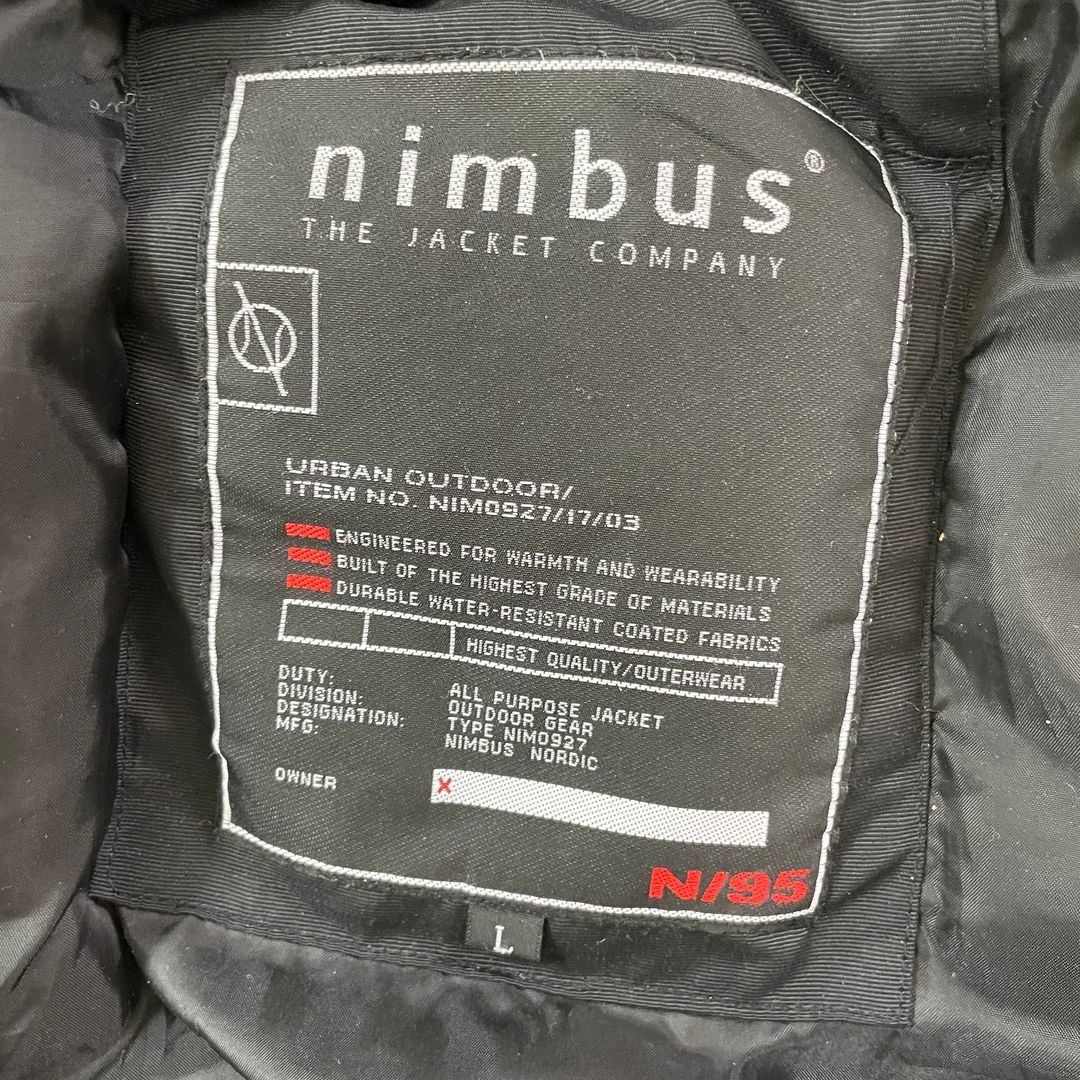 nimbus®
THE JACKET COMPANY
URBAN OUTDOOR/
ITEM NO. NIM0927/17/03
ENGINEERED FOR WARMTH AND WEARABILITY
BUILT OF THE HIGHEST GRADE OF MATERIALS
DURABLE WATER-RESISTANT COATED FABRICS
HIGHEST QUALITY/OUTERWEAR
DUTY: ALL PURPOSE JACKET
DIVISION: OUTDOOR GEAR
DESIGNATION: TYPE NIM0927
MFG: NIMBUS NORDIC
OWNER X
N/95
L